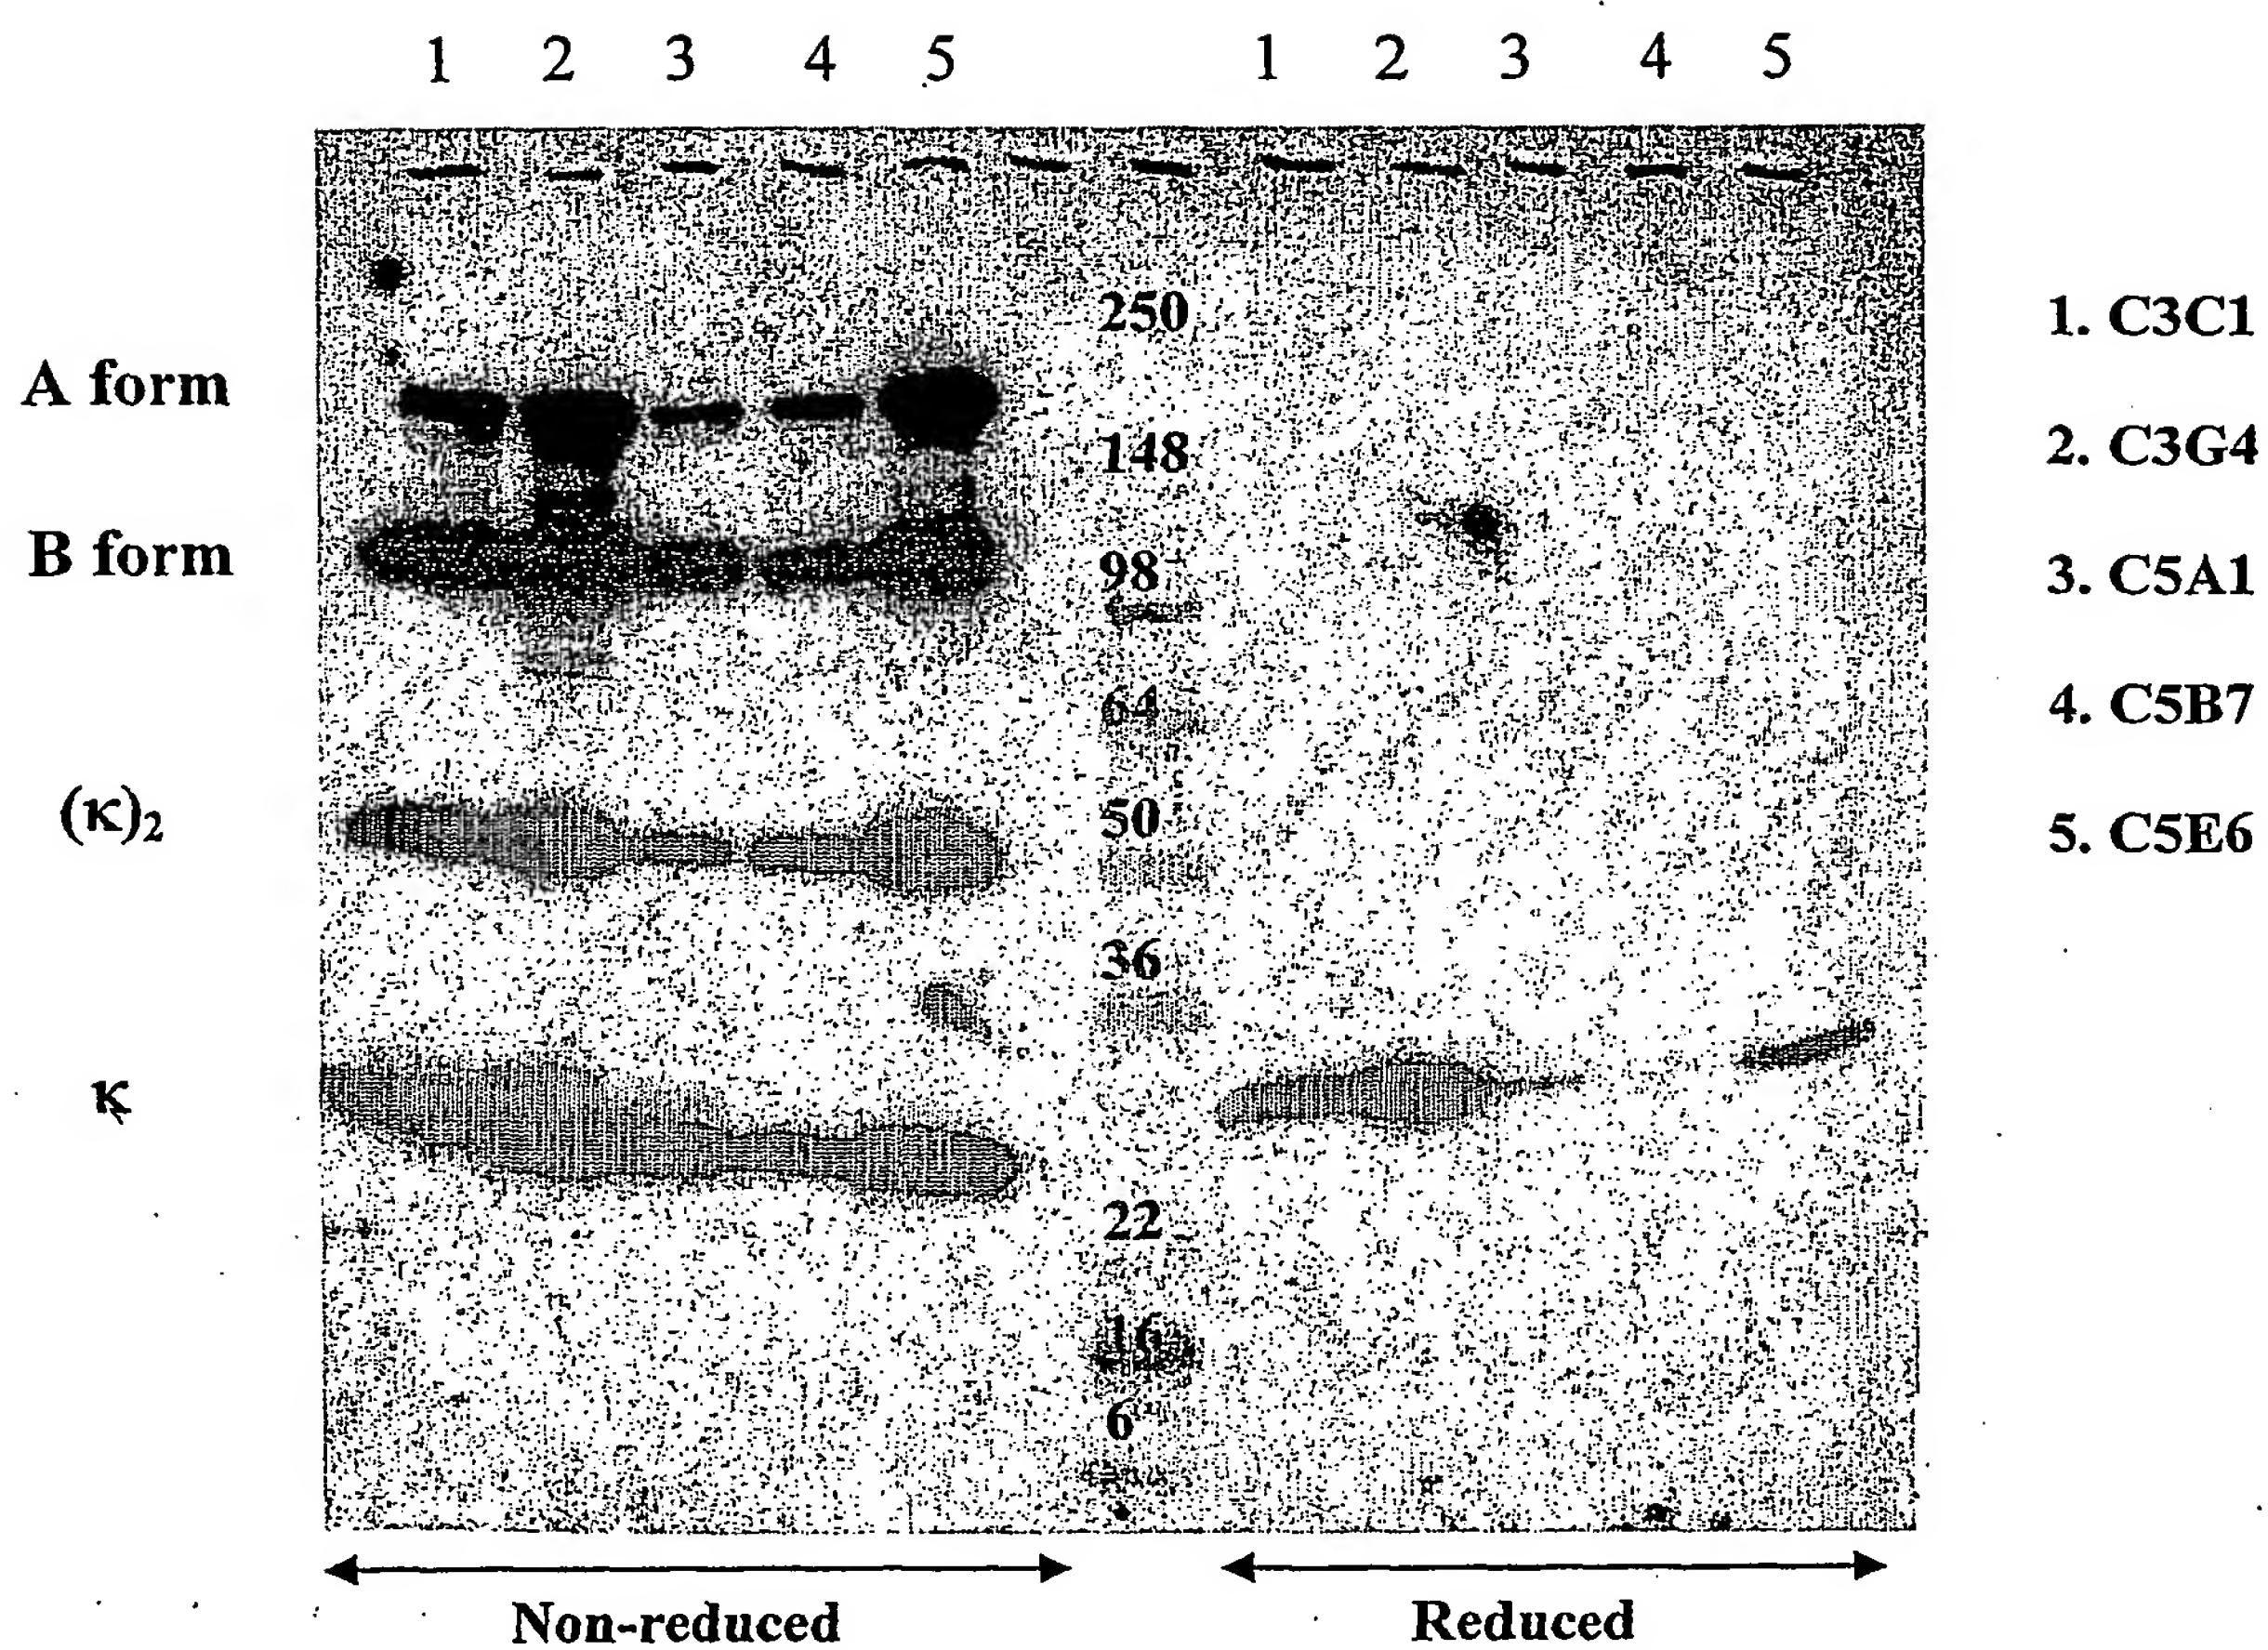 1 2 3 4 5 1 2 3 4 5
250
1. C3C1
A form
148
2. C3G4
B form
98
3. C5A1
64
4. C5B7
(κ)₂
50
5. C5E6
36
κ
22
16
6
Non-reduced
Reduced